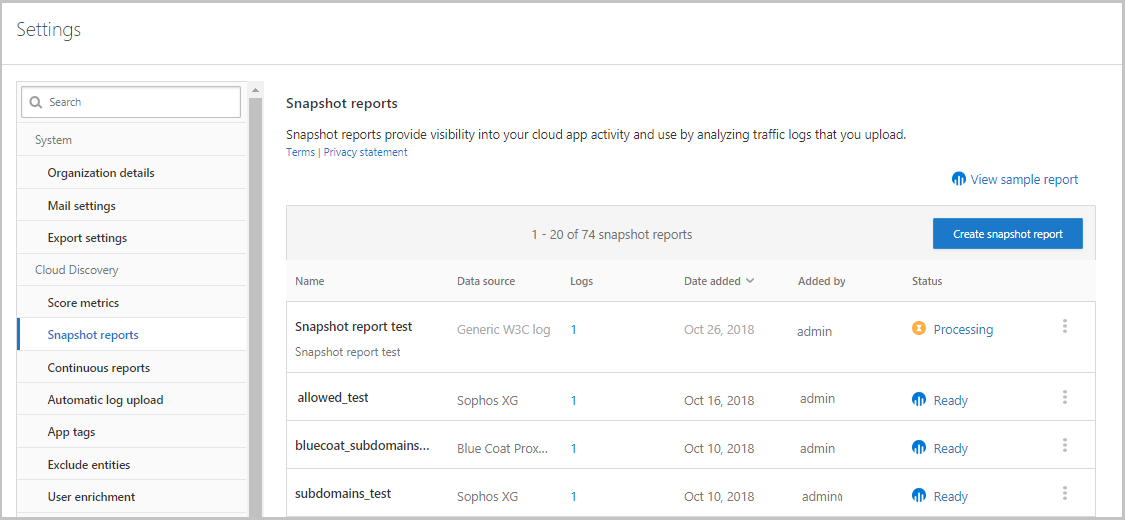 Settings
Search
System
Organization details
Mail settings
Export settings
Cloud Discovery
Score metrics
Snapshot reports
Continuous reports
Automatic log upload
App tags
Exclude entities
User enrichment
Snapshot reports
Snapshot reports provide visibility into your cloud app activity and use by analyzing traffic logs that you upload.
Terms | Privacy statement
View sample report
1 - 20 of 74 snapshot reports Create snapshot report
Name Data source Logs Date added Added by Status
Snapshot report test Generic W3C log 1 Oct 26, 2018 admin Processing
Snapshot report test
allowed_test Sophos XG 1 Oct 16, 2018 admin Ready
bluecoat_subdomains... Blue Coat Prox... 1 Oct 10, 2018 admin Ready
subdomains_test Sophos XG 1 Oct 10, 2018 admin Ready